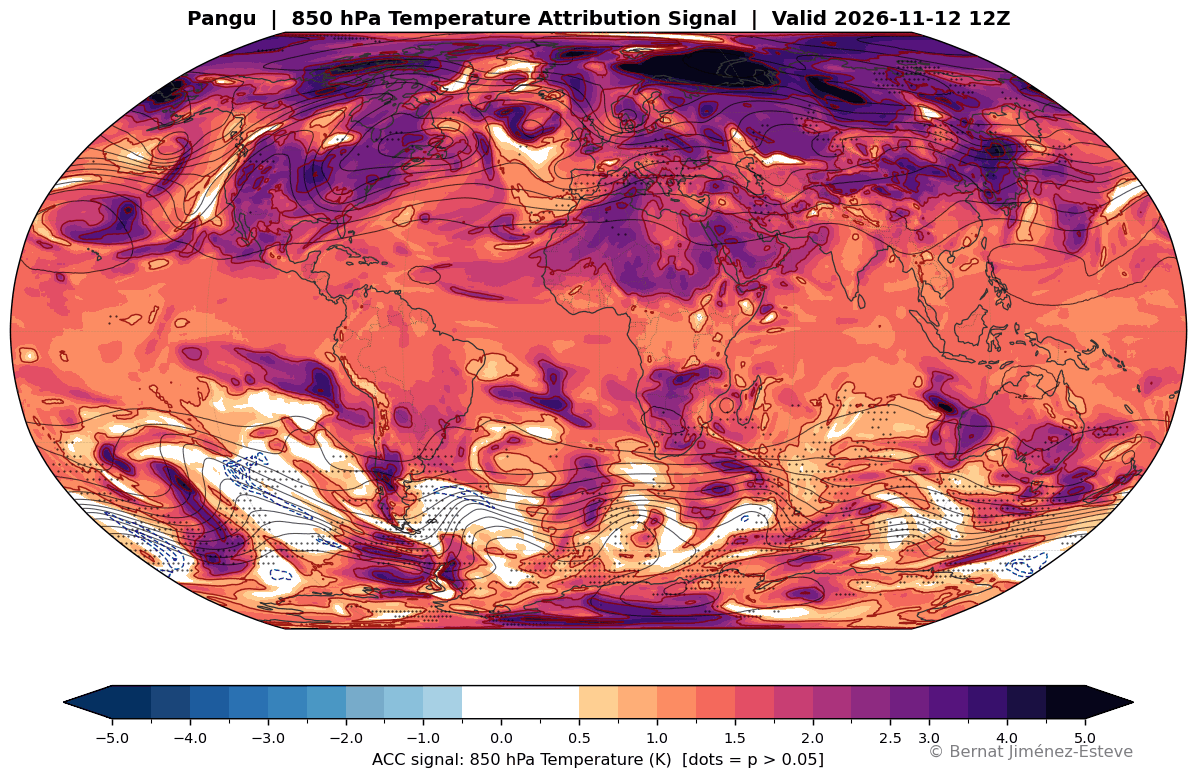 Pangu | 850 hPa Temperature Attribution Signal | Valid 2026-11-12 12Z
−5.0 −4.0 −3.0 −2.0 −1.0 0.0 0.5 1.0 1.5 2.0 2.5 3.0 4.0 5.0
ACC signal: 850 hPa Temperature (K) [dots = p > 0.05]
© Bernat Jiménez-Esteve